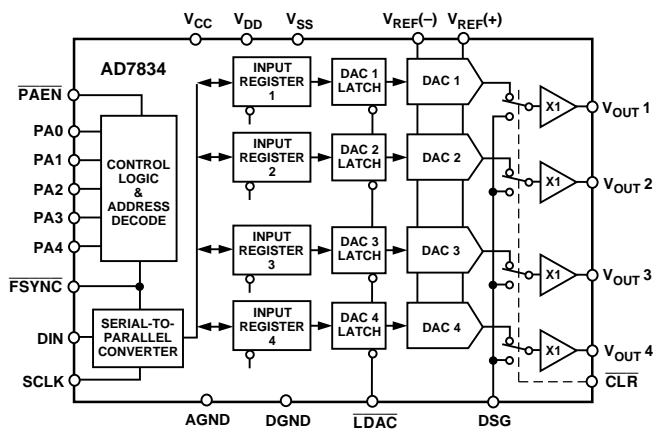 VCC VDD VSS VREF(–) VREF(+)
AD7834
PAEN
PA0
PA1
PA2
PA3
PA4
FSYNC
DIN
SCLK
CONTROL
LOGIC
&
ADDRESS
DECODE
SERIAL-TO-
PARALLEL
CONVERTER
INPUT
REGISTER
1
DAC 1
LATCH
DAC 1
X1
VOUT 1
INPUT
REGISTER
2
DAC 2
LATCH
DAC 2
X1
VOUT 2
INPUT
REGISTER
3
DAC 3
LATCH
DAC 3
X1
VOUT 3
INPUT
REGISTER
4
DAC 4
LATCH
DAC 4
X1
VOUT 4
CLR
AGND DGND LDAC DSG